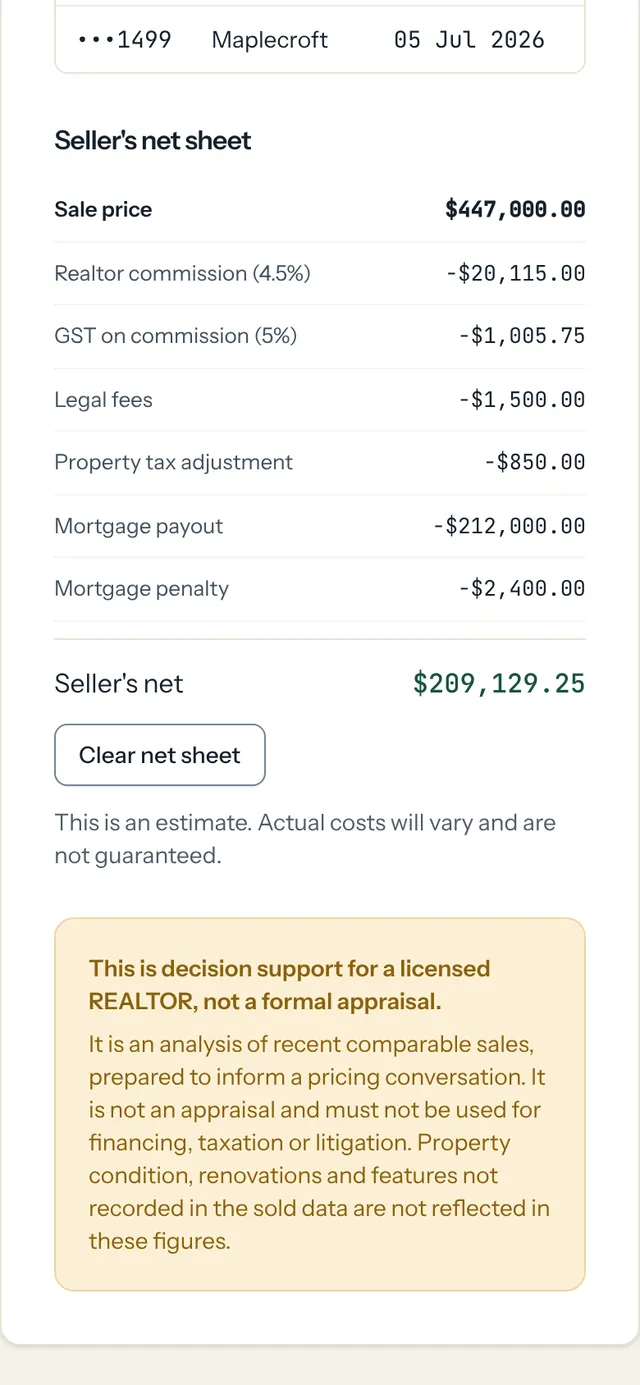 •••1499 Maplecroft 05 Jul 2026
Seller's net sheet
Sale price $447,000.00
Realtor commission (4.5%) -$20,115.00
GST on commission (5%) -$1,005.75
Legal fees -$1,500.00
Property tax adjustment -$850.00
Mortgage payout -$212,000.00
Mortgage penalty -$2,400.00
Seller's net $209,129.25
Clear net sheet
This is an estimate. Actual costs will vary and are
not guaranteed.
This is decision support for a licensed
REALTOR, not a formal appraisal.
It is an analysis of recent comparable sales,
prepared to inform a pricing conversation. It
is not an appraisal and must not be used for
financing, taxation or litigation. Property
condition, renovations and features not
recorded in the sold data are not reflected in
these figures.